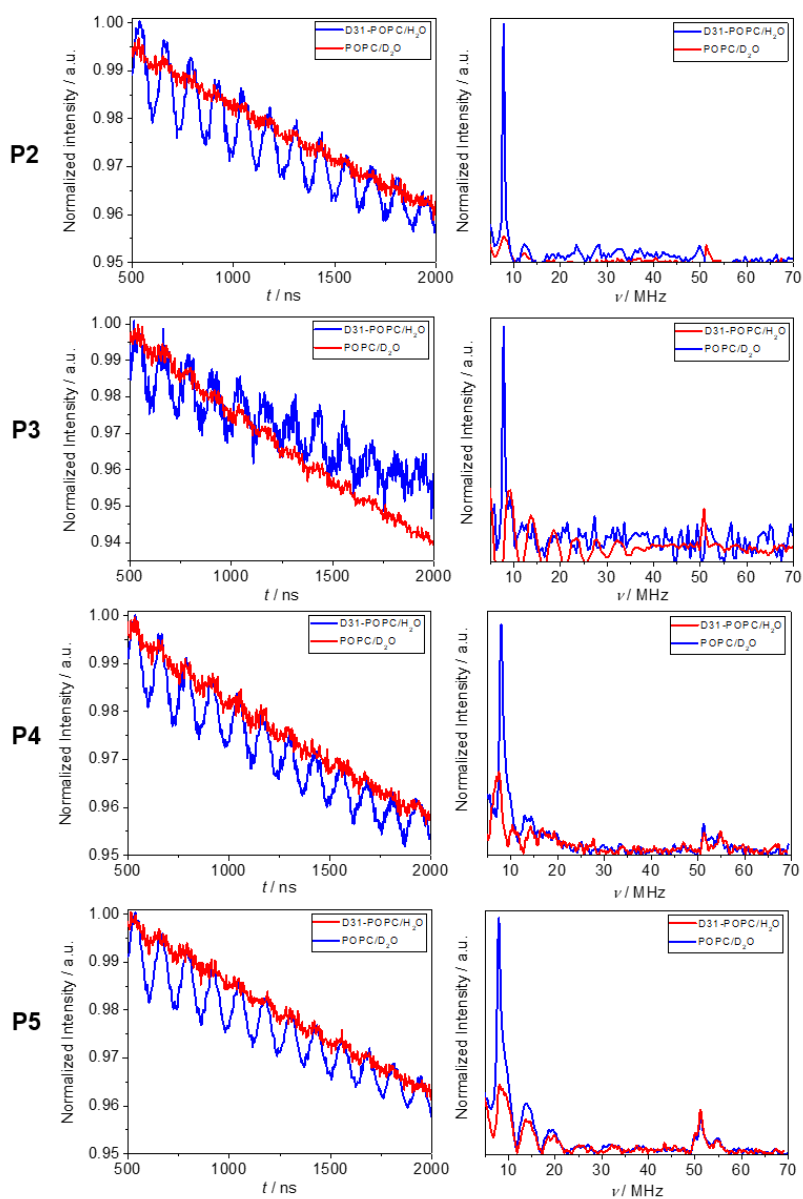 P2
Normalized intensity / a.u.
1.00
0.99
0.98
0.97
0.96
0.95
D31-POPC/H₂O
POPC/D₂O
500 1000 1500 2000
t / ns
Normalized intensity / a.u.
D31-POPC/H₂O
POPC/D₂O
10 20 30 40 50 60 70
ν / MHz
P3
Normalized Intensity / a.u.
1.00
0.99
0.98
0.97
0.96
0.95
0.94
D31-POPC/H₂O
POPC/D₂O
500 1000 1500 2000
t / ns
Normalized Intensity / a.u.
D31-POPC/H₂O
POPC/D₂O
10 20 30 40 50 60 70
ν / MHz
P4
Normalized Intensity / a.u.
1.00
0.99
0.98
0.97
0.96
0.95
D31-POPC/H₂O
POPC/D₂O
500 1000 1500 2000
t / ns
Normalized Intensity / a.u.
D31-POPC/H₂O
POPC/D₂O
10 20 30 40 50 60 70
ν / MHz
P5
Normalized Intensity / a.u.
1.00
0.99
0.98
0.97
0.96
0.95
D31-POPC/H₂O
POPC/D₂O
500 1000 1500 2000
t / ns
Normalized Intensity / a.u.
D31-POPC/H₂O
POPC/D₂O
10 20 30 40 50 60 70
ν / MHz